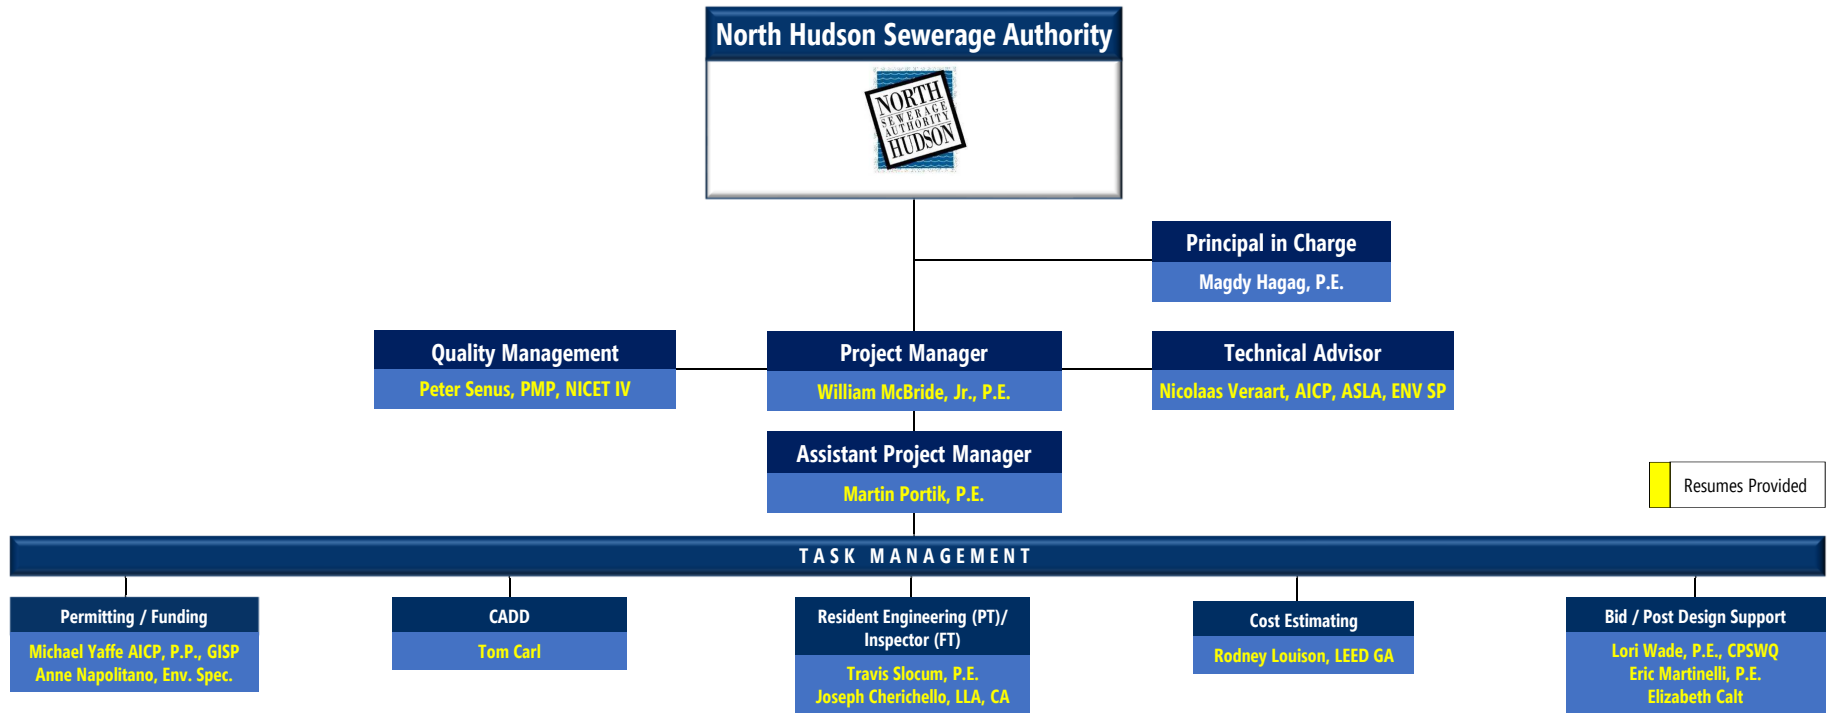 North Hudson Sewerage Authority
NORTH
SEWERAGE
AUTHORITY
HUDSON
Principal in Charge
Magdy Hagag, P.E.
Quality Management
Peter Senus, PMP, NICET IV
Project Manager
William McBride, Jr., P.E.
Technical Advisor
Nicolaas Veraart, AICP, ASLA, ENV SP
Assistant Project Manager
Martin Portik, P.E.
Resumes Provided
TASK MANAGEMENT
Permitting / Funding
Michael Yaffe AICP, P.P., GISP
Anne Napolitano, Env. Spec.
CADD
Tom Carl
Resident Engineering (PT)/
Inspector (FT)
Travis Slocum, P.E.
Joseph Cherichello, LLA, CA
Cost Estimating
Rodney Louison, LEED GA
Bid / Post Design Support
Lori Wade, P.E., CPSWQ
Eric Martinelli, P.E.
Elizabeth Calt